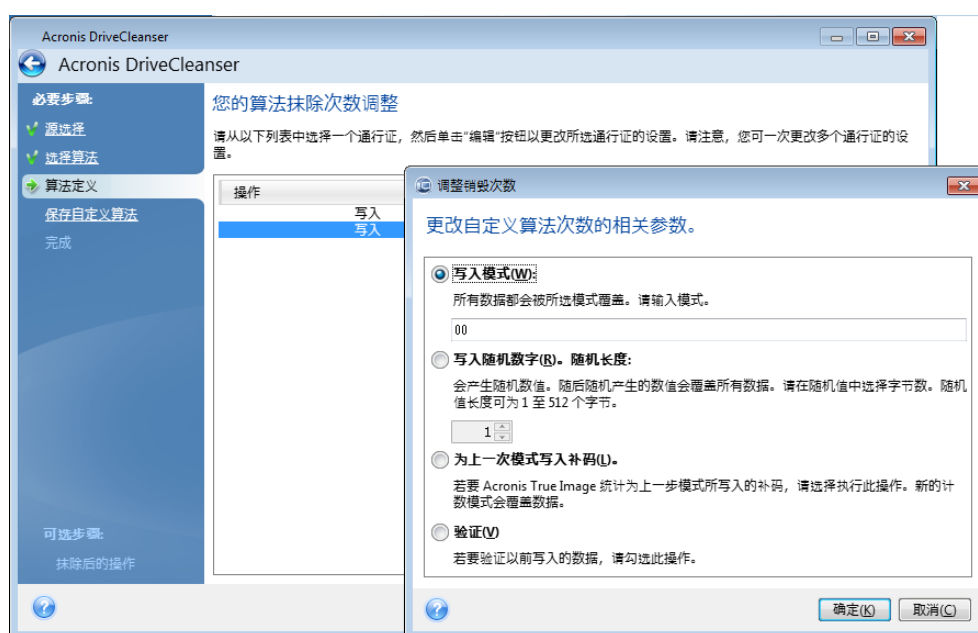 Acronis DriveCleanser
Acronis DriveCleanser
必要步骤:
源选择
选择算法
算法定义
保存自定义算法
完成
可选步骤:
抹除后的操作
您的算法抹除次数调整
请从以下列表中选择一个通行证，然后单击“编辑”按钮以更改所选通行证的设置。请注意，您可一次更改多个通行证的设
置。
操作
写入
写入
调整销毁次数
更改自定义算法次数的相关参数。
写入模式(W):
所有数据都会被所选模式覆盖。请输入模式。
00
写入随机数字(R)。随机长度:
会产生随机数值。随后随机产生的数值会覆盖所有数据。请在随机值中选择字节数。随机
值长度可为 1 至 512 个字节。
1
为上一次模式写入补码(L)。
若要 Acronis True Image 统计为上一步模式所写入的补码，请选择执行此操作。新的计
数模式会覆盖数据。
验证(V)
若要验证以前写入的数据，请勾选此操作。
确定(K)
取消(C)